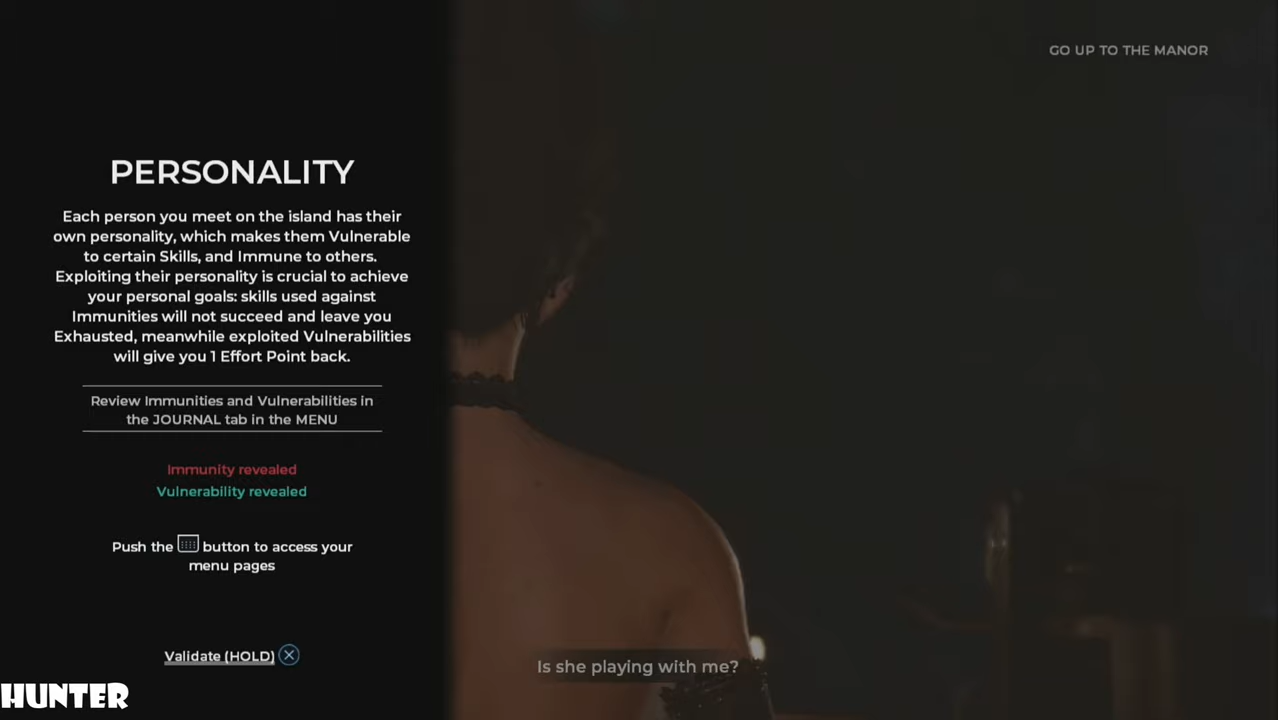 GO UP TO THE MANOR
PERSONALITY
Each person you meet on the island has their
own personality, which makes them Vulnerable
to certain Skills, and Immune to others.
Exploiting their personality is crucial to achieve
your personal goals: skills used against
Immunities will not succeed and leave you
Exhausted, meanwhile exploited Vulnerabilities
will give you 1 Effort Point back.
Review Immunities and Vulnerabilities in
the JOURNAL tab in the MENU
Immunity revealed
Vulnerability revealed
Push the button to access your
menu pages
Validate (HOLD)
Is she playing with me?
HUNTER